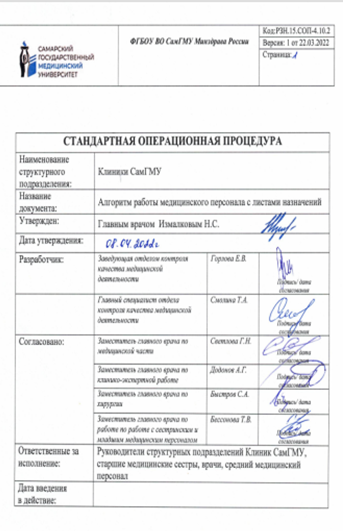 САМАРСКИЙ
ГОСУДАРСТВЕННЫЙ
МЕДИЦИНСКИЙ
УНИВЕРСИТЕТ
ФГБОУ ВО СамГМУ Минздрава России
Код:РЗН.15.СОП-4.10.2
Версия: 1 от 22.03.2022
Страница: 1
СТАНДАРТНАЯ ОПЕРАЦИОННАЯ ПРОЦЕДУРА
Наименование
структурного
подразделения:
Клиники СамГМУ
Название
документа:
Алгоритм работы медицинского персонала с листами назначений
Утвержден:
Главным врачом Измалковым Н.С.
Дата утверждения:
08.04.2022г
Разработчик:
Заведующая отделом контроля
качества медицинской
деятельности
Горлова Е.В.
Подпись/ дата
согласования
Главный специалист отдела
контроля качества медицинской
деятельности
Смолина Т.А.
Подпись/ дата
согласования
Согласовано:
Заместитель главного врача по
медицинской части
Светлова Г.Н.
Подпись/ дата
согласования
Заместитель главного врача по
клинико-экспертной работе
Додонов А.Г.
Подпись/ дата
согласования
Заместитель главного врача по
хирургии
Быстров С.А.
Подпись/ дата
согласования
Заместитель главного врача по
работе по работе с сестринским и
младшим медицинским персоналом
Бессонова Т.В.
Подпись/ дата
согласования
Ответственные за
исполнение:
Руководители структурных подразделений Клиник СамГМУ,
старшие медицинские сестры, врачи, средний медицинский
персонал
Дата введения
в действие: